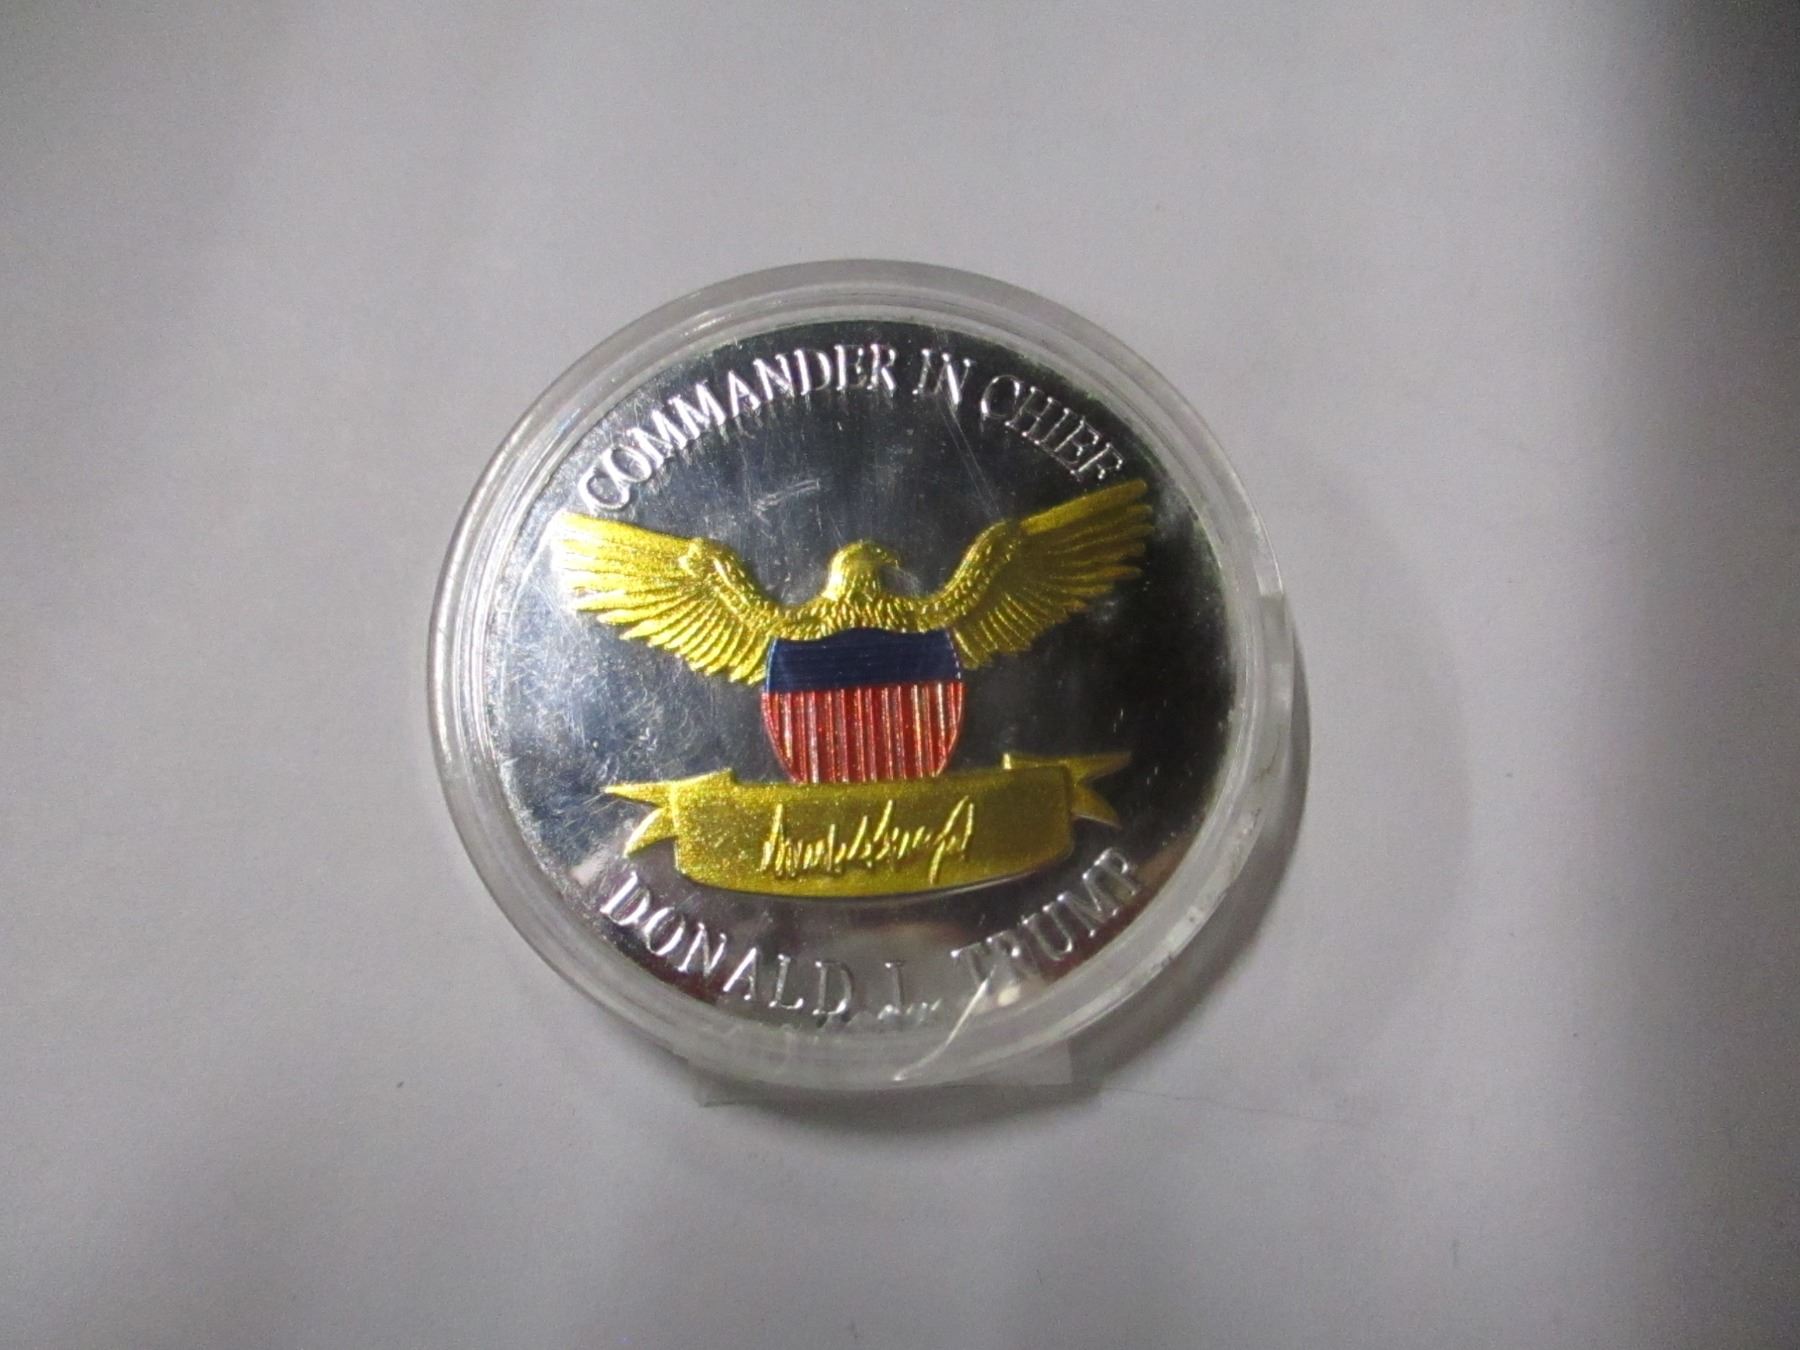 COMMANDER IN CHIEF
DONALD J. TRUMP